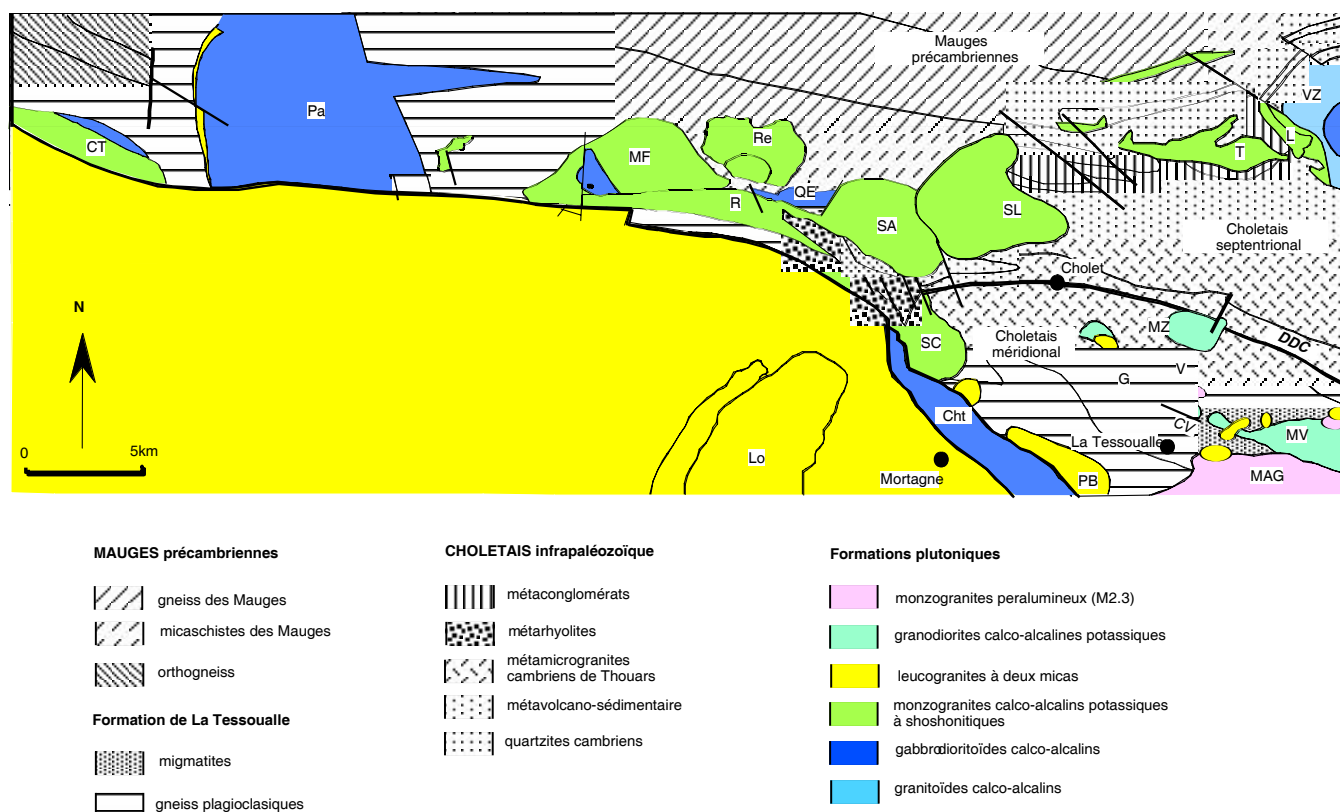 Mauges
précambriennes
VZ
Pa
CT
MF
Re
L
T
QE
R
SA
SL
Choletais
septentrional
Cholet
N
MZ
DDC
SC
Choletais
méridional
V
G
0
5km
Cht
CV
La Tessoualle
MV
Lo
Mortagne
PB
MAG
MAUGES précambriennes
gneiss des Mauges
micaschistes des Mauges
orthogneiss
Formation de La Tessoualle
migmatites
gneiss plagioclasiques
CHOLETAIS infrapaléozoïque
métaconglomérats
métarhyolites
métamicrogranites
cambriens de Thouars
métavolcano-sédimentaire
quartzites cambriens
Formations plutoniques
monzogranites peralumineux (M2.3)
granodiorites calco-alcalines potassiques
leucogranites à deux micas
monzogranites calco-alcalins potassiques
à shoshonitiques
gabbrodioritoïdes calco-alcalins
granitoïdes calco-alcalins